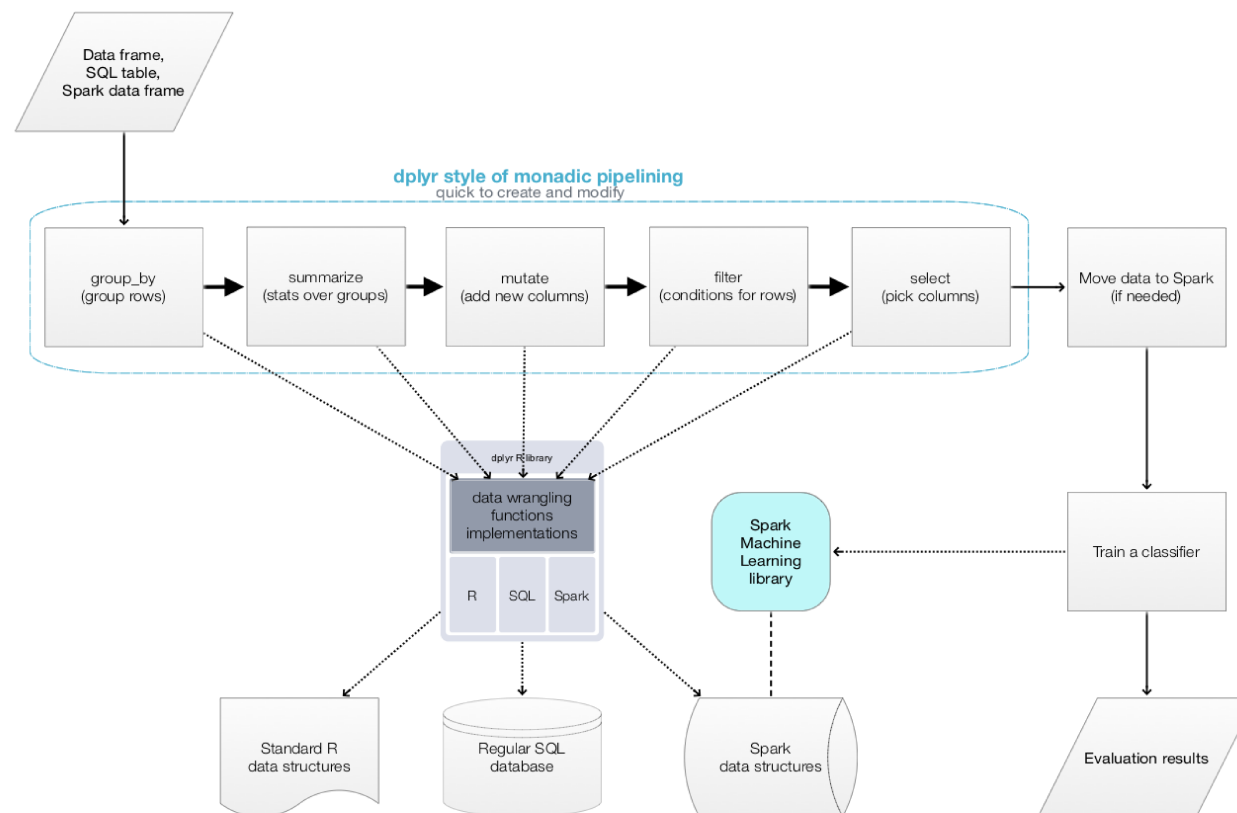 Data frame,
SQL table,
Spark data frame
dplyr style of monadic pipelining
quick to create and modify
group_by
(group rows)
summarize
(stats over groups)
mutate
(add new columns)
filter
(conditions for rows)
select
(pick columns)
Move data to Spark
(if needed)
dplyr R library
data wrangling
functions
implementations
R
SQL
Spark
Spark
Machine
Learning
library
Train a classifier
Standard R
data structures
Regular SQL
database
Spark
data structures
Evaluation results